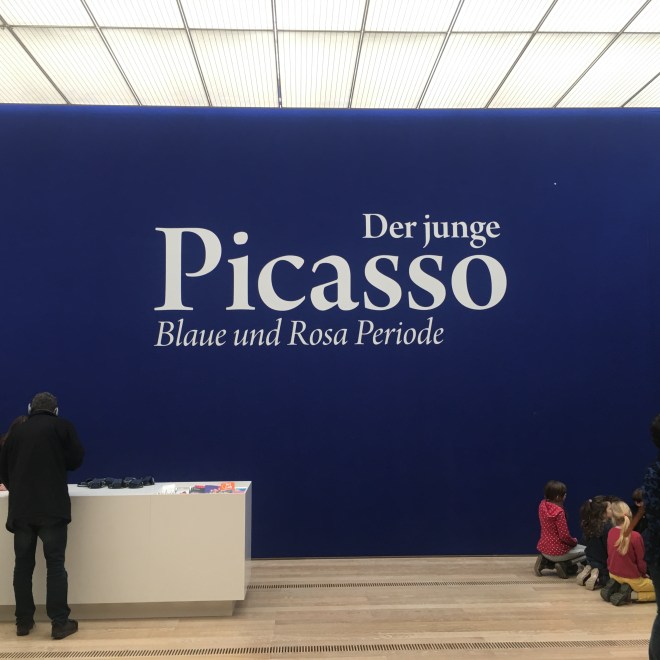 Der junge
Picasso
Blaue und Rosa Periode